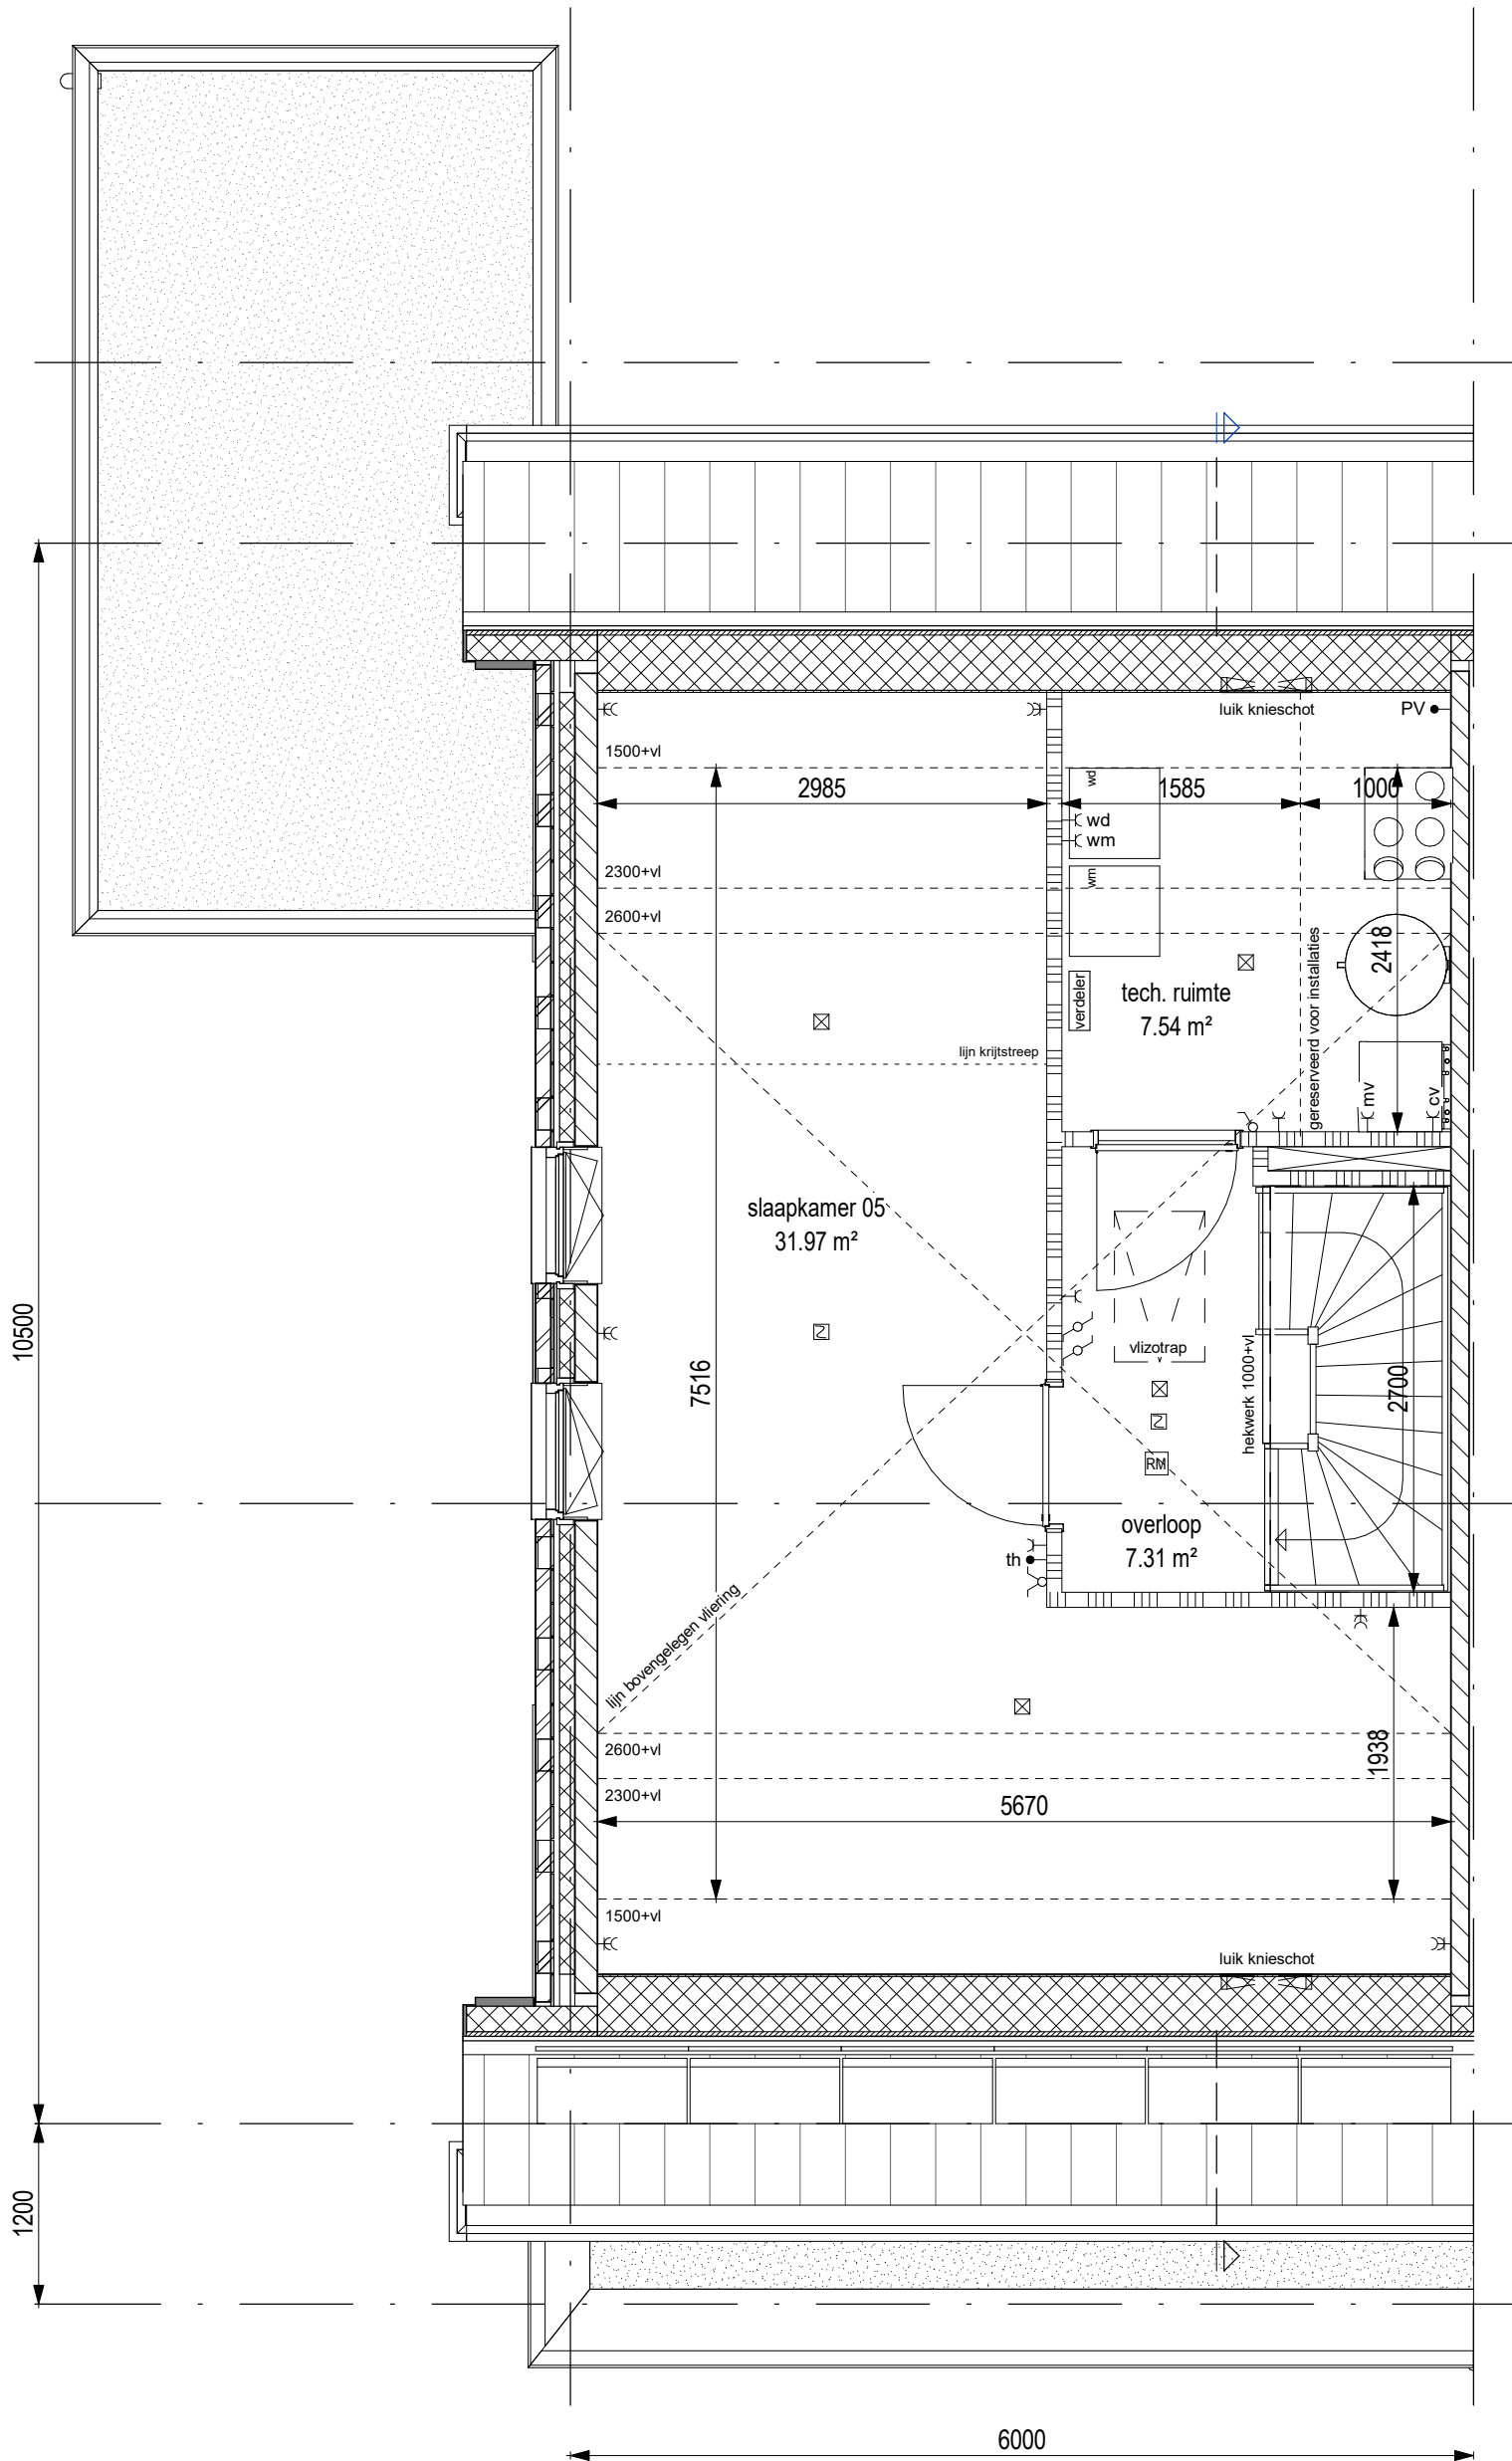 luik knieschot
PV
1500+vl
2985
wd
1585
1000
wd
wm
2300+vl
wm
2600+vl
2418
tech. ruimte
7.54 m²
verdeler
gereserveerd voor installaties
lijn krijtstreep
mv
cv
slaapkamer 05
31.97 m²
10500
7516
vlizotrap
hekwerk 1000+vl
2700
RM
overloop
7.31 m²
th
lijn bovengelegen vliering
2600+vl
1938
2300+vl
5670
1500+vl
luik knieschot
1200
6000